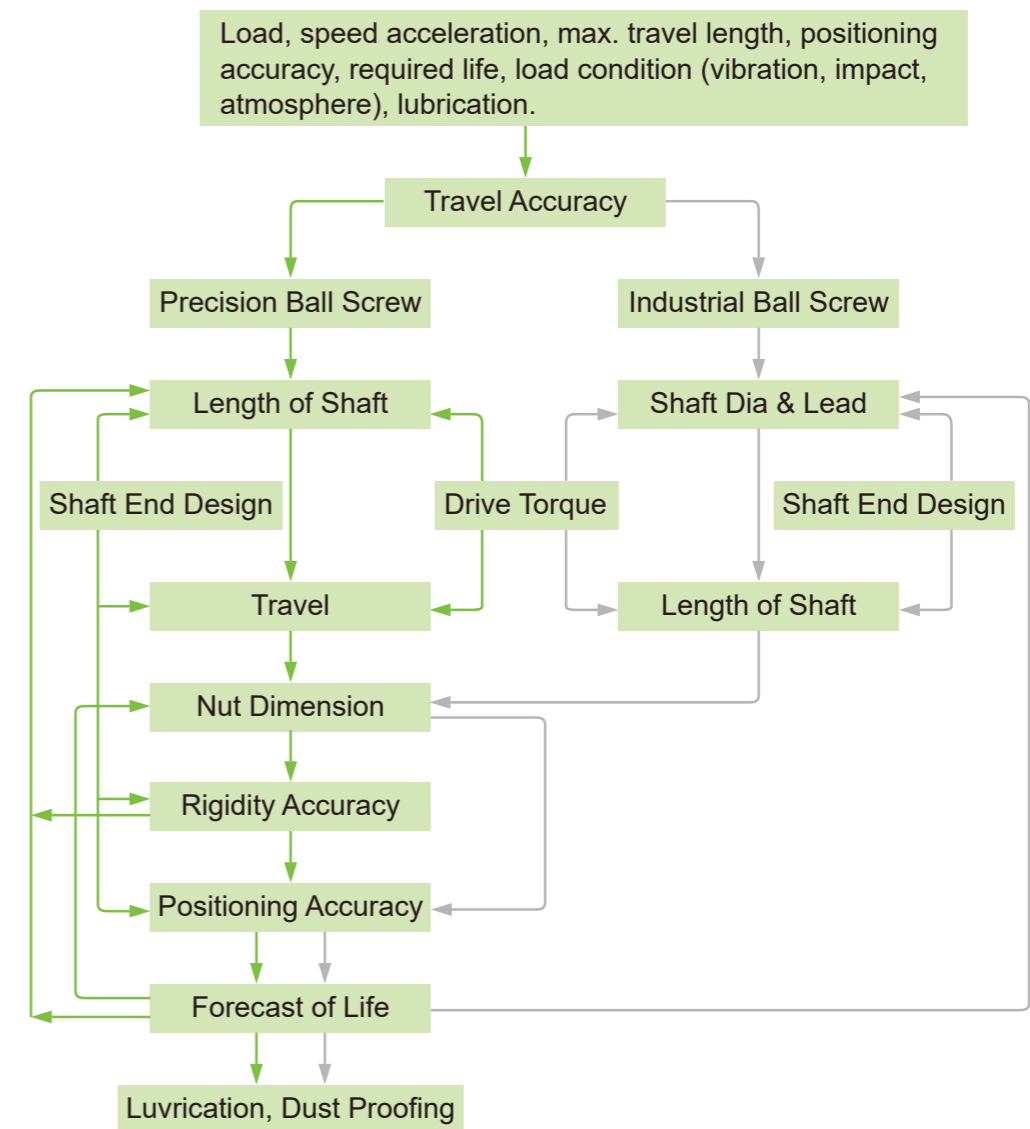 Load, speed acceleration, max. travel length, positioning
accuracy, required life, load condition (vibration, impact,
atmosphere), lubrication.
Travel Accuracy
Precision Ball Screw
Industrial Ball Screw
Length of Shaft
Shaft Dia & Lead
Shaft End Design
Drive Torque
Shaft End Design
Travel
Length of Shaft
Nut Dimension
Rigidity Accuracy
Positioning Accuracy
Forecast of Life
Luvrication, Dust Proofing